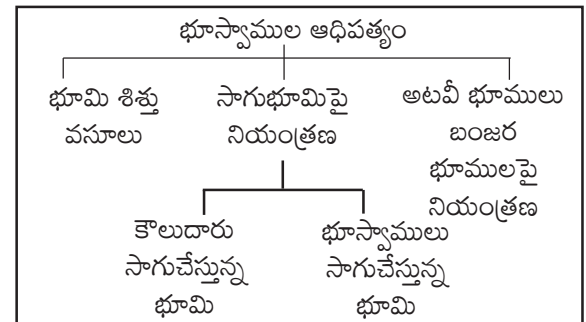 భూస్వాముల ఆధిపత్యం
భూమి శిశ్తు
వసూలు
సాగుభూమిపై
నియంత్రణ
అటవీ భూములు
బంజర
భూములపై
నియంత్రణ
కౌలుదారు
సాగుచేస్తున్న
భూమి
భూస్వాములు
సాగుచేస్తున్న
భూమి